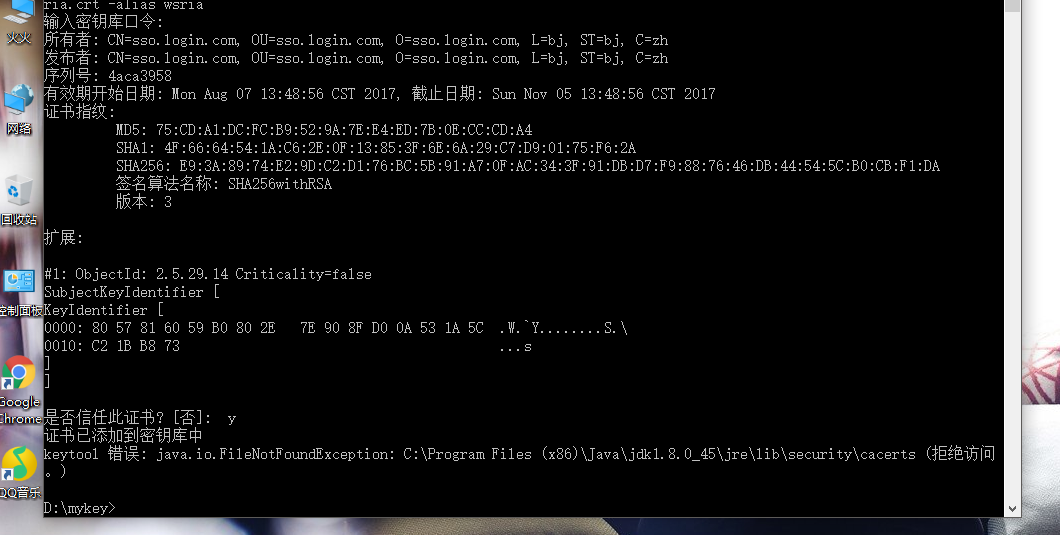 ria.crt -alias wsria
输入密钥库口令:
所有者: CN=sso.login.com, OU=sso.login.com, O=sso.login.com, L=bj, ST=bj, C=zh
发布者: CN=sso.login.com, OU=sso.login.com, O=sso.login.com, L=bj, ST=bj, C=zh
序列号: 4aca3958
有效期开始日期: Mon Aug 07 13:48:56 CST 2017, 截止日期: Sun Nov 05 13:48:56 CST 2017
证书指纹:
MD5: 75:CD:A1:DC:FC:B9:52:9A:7E:E4:ED:7B:0E:CC:CD:A4
SHA1: 4F:66:64:54:1A:C6:2E:0F:13:85:3F:6E:6A:29:C7:D9:01:75:F6:2A
SHA256: E9:3A:89:74:E2:9D:C2:D1:76:BC:5B:91:A7:0F:AC:34:3F:91:DB:D7:F9:88:76:46:DB:44:54:5C:B0:CB:F1:DA
签名算法名称: SHA256withRSA
版本: 3
扩展:
#1: ObjectId: 2.5.29.14 Criticality=false
SubjectKeyIdentifier [
KeyIdentifier [
0000: 80 57 81 60 59 B0 80 2E   7E 90 8F D0 0A 53 1A 5C  .W.`Y........S.\
0010: C2 1B B8 73                                        ...s
]
]
是否信任此证书? [否]:  y
证书已添加到密钥库中
keytool 错误: java.io.FileNotFoundException: C:\Program Files (x86)\Java\jdk1.8.0_45\jre\lib\security\cacerts (拒绝访问
。)
D:\mykey>
火火
网络
回收站
控制面板
Google
Chrome
QQ音乐